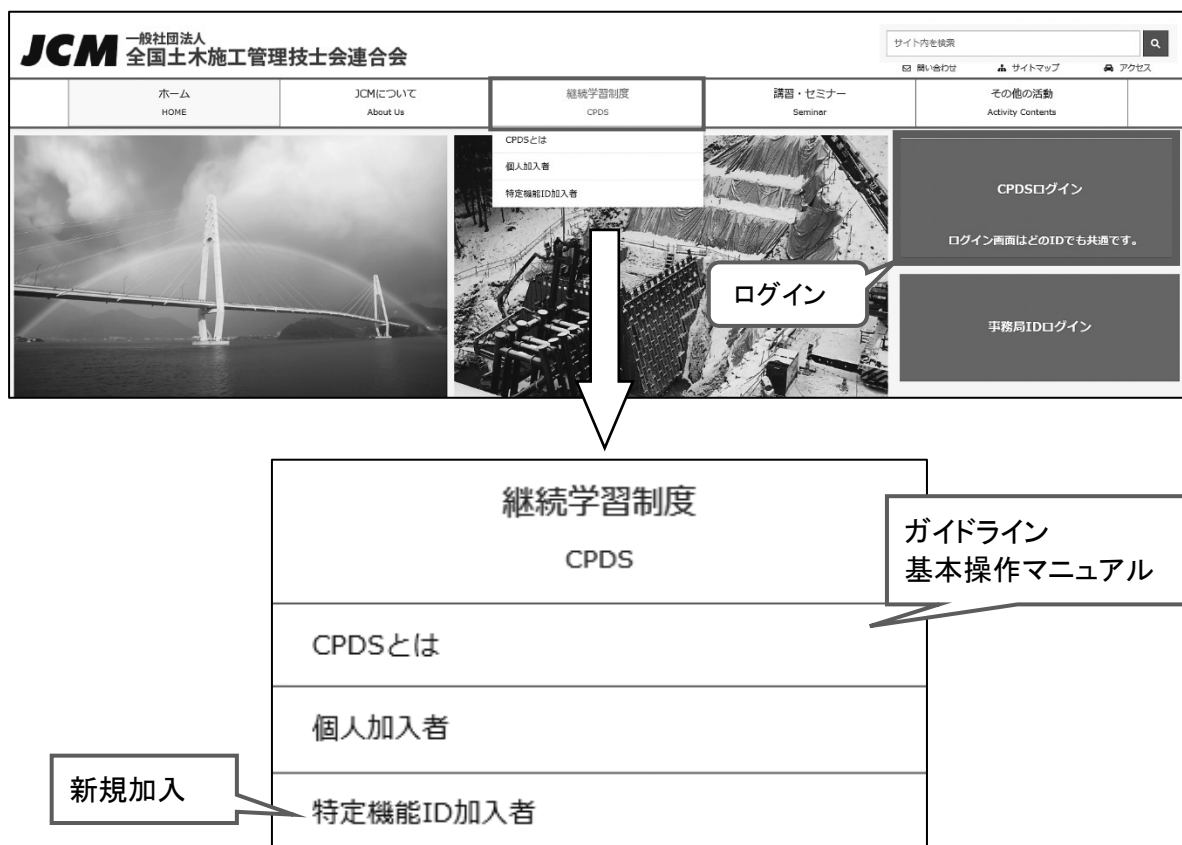 JCM 一般社団法人
全国土木施工管理技士会連合会
サイト内を検索
問い合わせ サイトマップ アクセス
ホーム JCMについて 継続学習制度 講習・セミナー その他の活動
HOME About Us CPDS Seminar Activity Contents
CPDSとは
個人加入者
特定機能ID加入者
CPDSログイン
ログイン画面はどのIDでも共通です。
ログイン
事務局IDログイン
継続学習制度
CPDS
ガイドライン
基本操作マニュアル
CPDSとは
個人加入者
新規加入
特定機能ID加入者